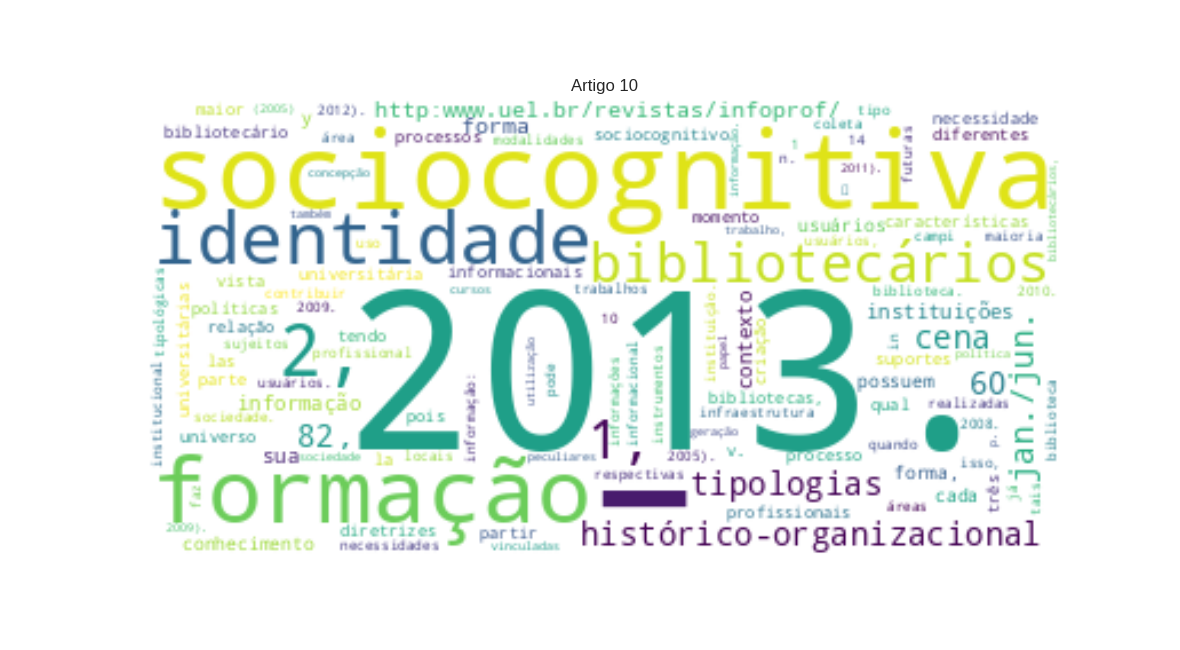 Artigo 10
maior (2005) y 2012). http:www.uel.br/revistas/infoprof/ tipo
bibliotecário área processos forma modalidades sociocognitivo. informação, n. 1 coleta 14 2011). futuras necessidade diferentes
sociocognitiva
concepção
bibliotecários,
também
identidade
uso
momento
trabalho,
usuários
usuários,
características
campi
maioria
bibliotecários
vista
universitária
informacionais
contribuir
cursos
trabalhos
biblioteca.
2010.
institucional
tipológicas
universitárias
políticas
2009.
relação
sujeitos
2,
tendo
profissional
las
parte
usuários.
2013.
utilização
pode
10
informações
informacional
instrumentos
instituição.
papel
contexto
criação
instituições
in
cena
suportes
política
possuem
60
qual
realizadas
jan./jun.
biblioteca
informação
sociedade.
universo
82,
pois
informação:
bibliotecas,
infraestrutura
geração
1,
quando
2008.
p.
sua
sociedade
la
locais
peculiares
2005).
v.
processo
formação
faz
2009).
conhecimento
diretrizes
necessidades
partir
vinculadas
respectivas
–
tipologias
profissionais
forma,
isso,
três
já
tais
cada
áreas
histórico-organizacional